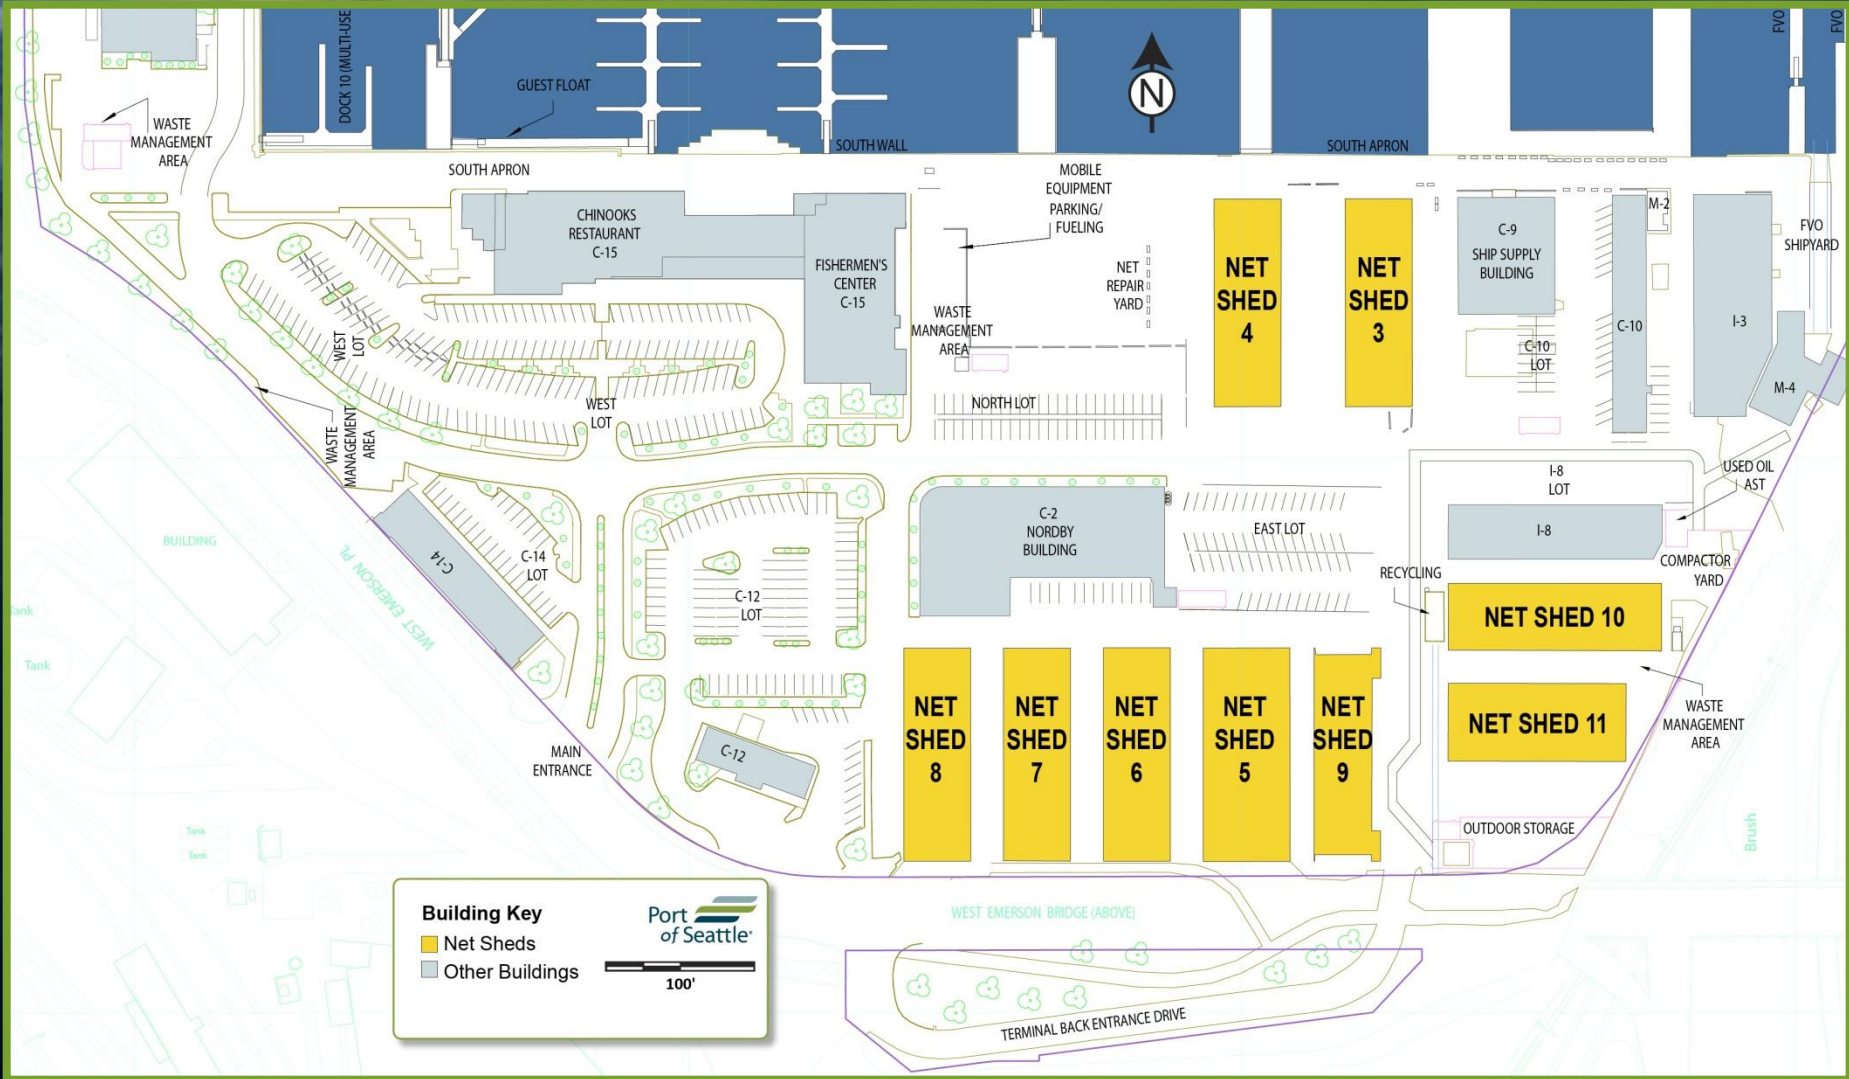 DOCK 10 (MULTI-USE
GUEST FLOAT
N
FVO
FVO
WASTE
MANAGEMENT
AREA
SOUTH WALL
SOUTH APRON
SOUTH APRON
MOBILE
EQUIPMENT
PARKING/
FUELING
CHINOOKS
RESTAURANT
C-15
FISHERMEN'S
CENTER
C-15
NET
REPAIR
YARD
NET
SHED
4
NET
SHED
3
C-9
SHIP SUPPLY
BUILDING
M-2
FVO
SHIPYARD
C-10
C-10
LOT
I-3
M-4
WASTE
MANAGEMENT
AREA
WEST
LOT
WEST
LOT
NORTH LOT
WASTE
MANAGEMENT
AREA
BUILDING
WEST EMERSON PL
Tank
Tank
C-14
C-14
LOT
C-12
LOT
C-2
NORDBY
BUILDING
EAST LOT
I-8
LOT
USED OIL
AST
I-8
COMPACTOR
YARD
RECYCLING
NET SHED 10
NET SHED 11
WASTE
MANAGEMENT
AREA
MAIN
ENTRANCE
C-12
NET
SHED
8
NET
SHED
7
NET
SHED
6
NET
SHED
5
NET
SHED
9
OUTDOOR STORAGE
Brush
Tank
Tank
Building Key
Net Sheds
Other Buildings
Port
of Seattle
100'
WEST EMERSON BRIDGE (ABOVE)
TERMINAL BACK ENTRANCE DRIVE